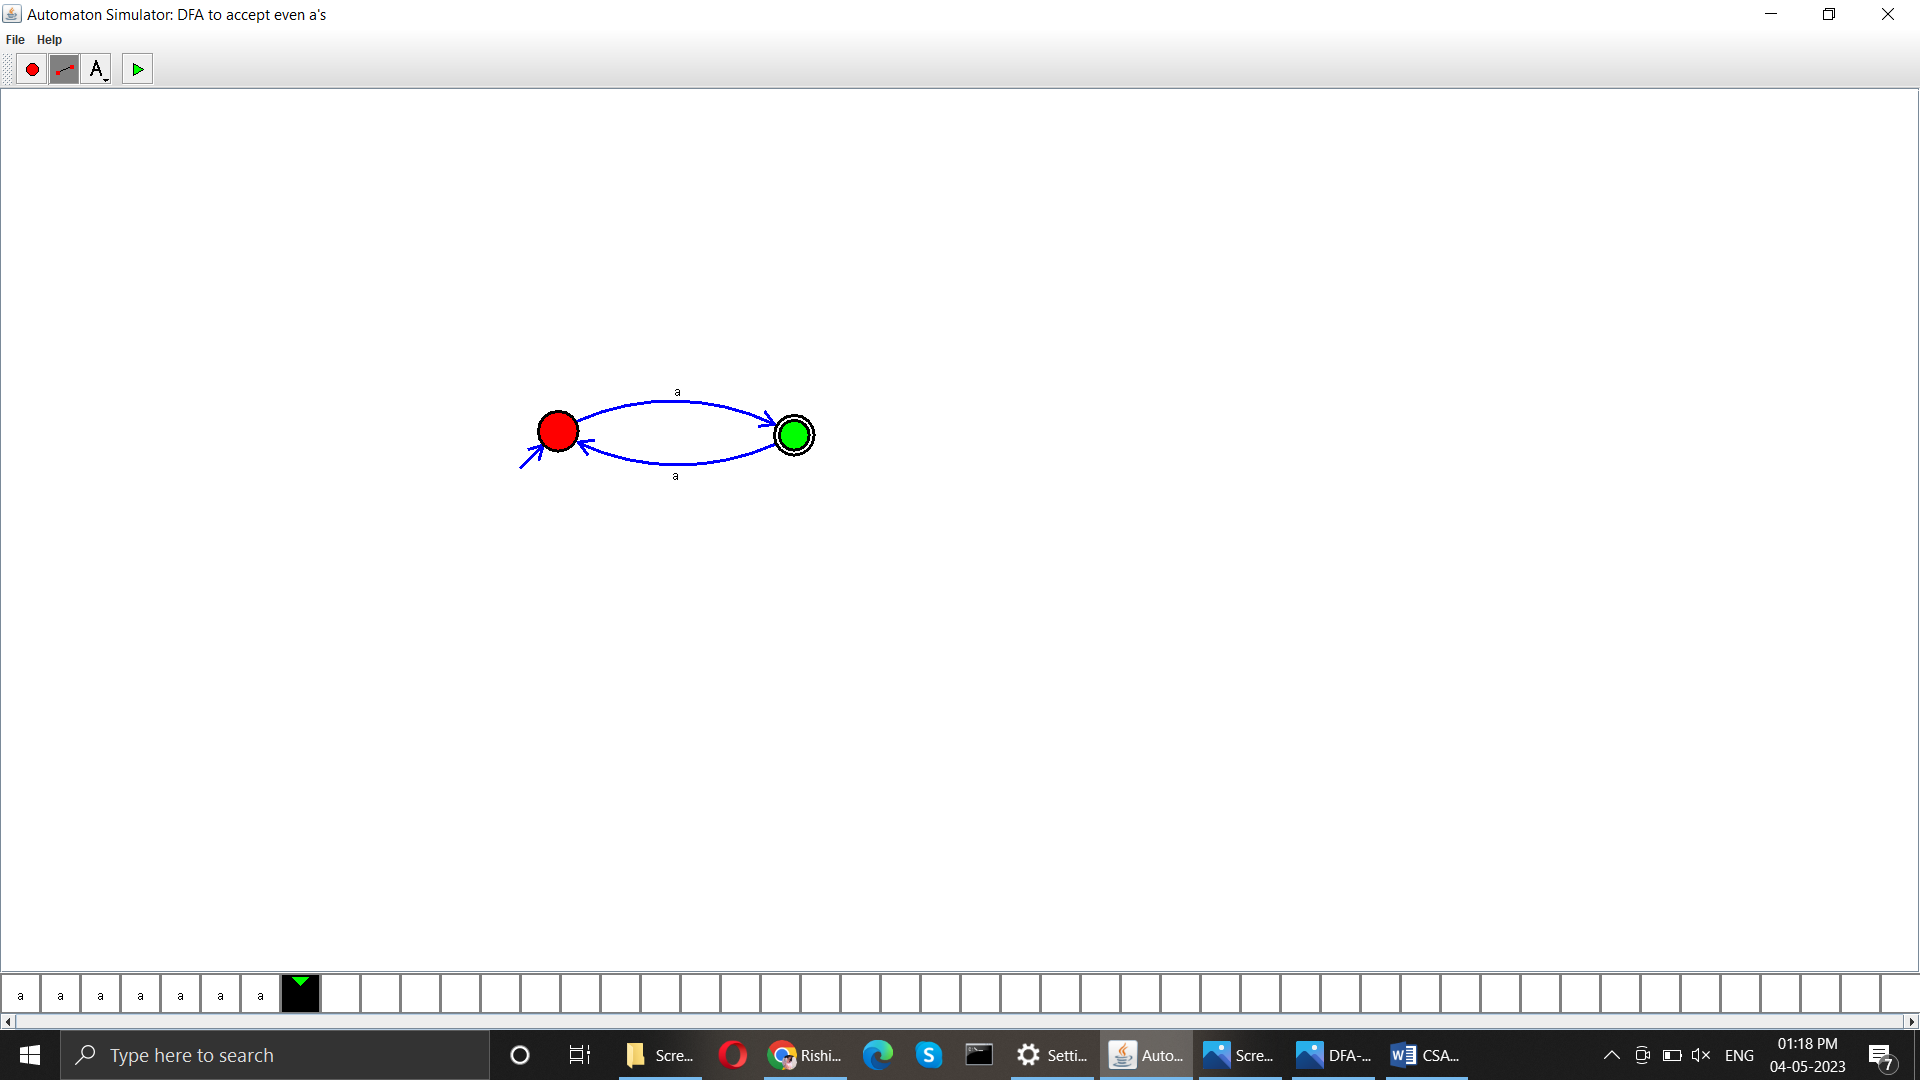 Automaton Simulator: DFA to accept even a's
File Help
A
a
a
a a a a a a a
Type here to search
Scre...
Rishi...
Setti...
Auto...
Scre...
DFA-...
CSA...
ENG
01:18 PM
04-05-2023
7